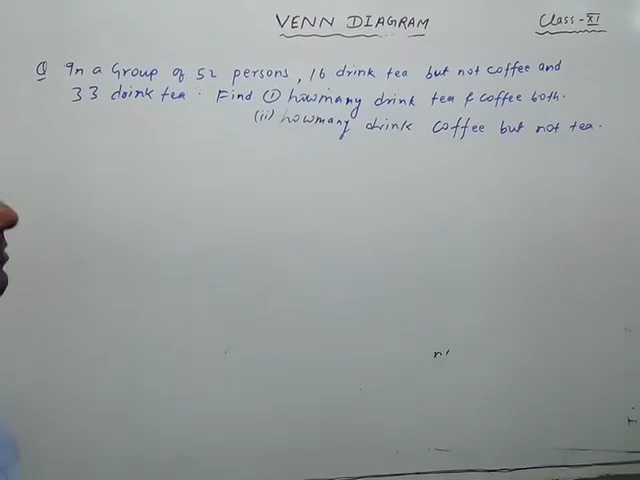 VENN DIAGRAM
Class-XI
Q In a Group of 52 persons, 16 drink tea but not coffee and
33 drink tea. Find (i) howmany drink tea & coffee both.
(ii) howmany drink coffee but not tea.